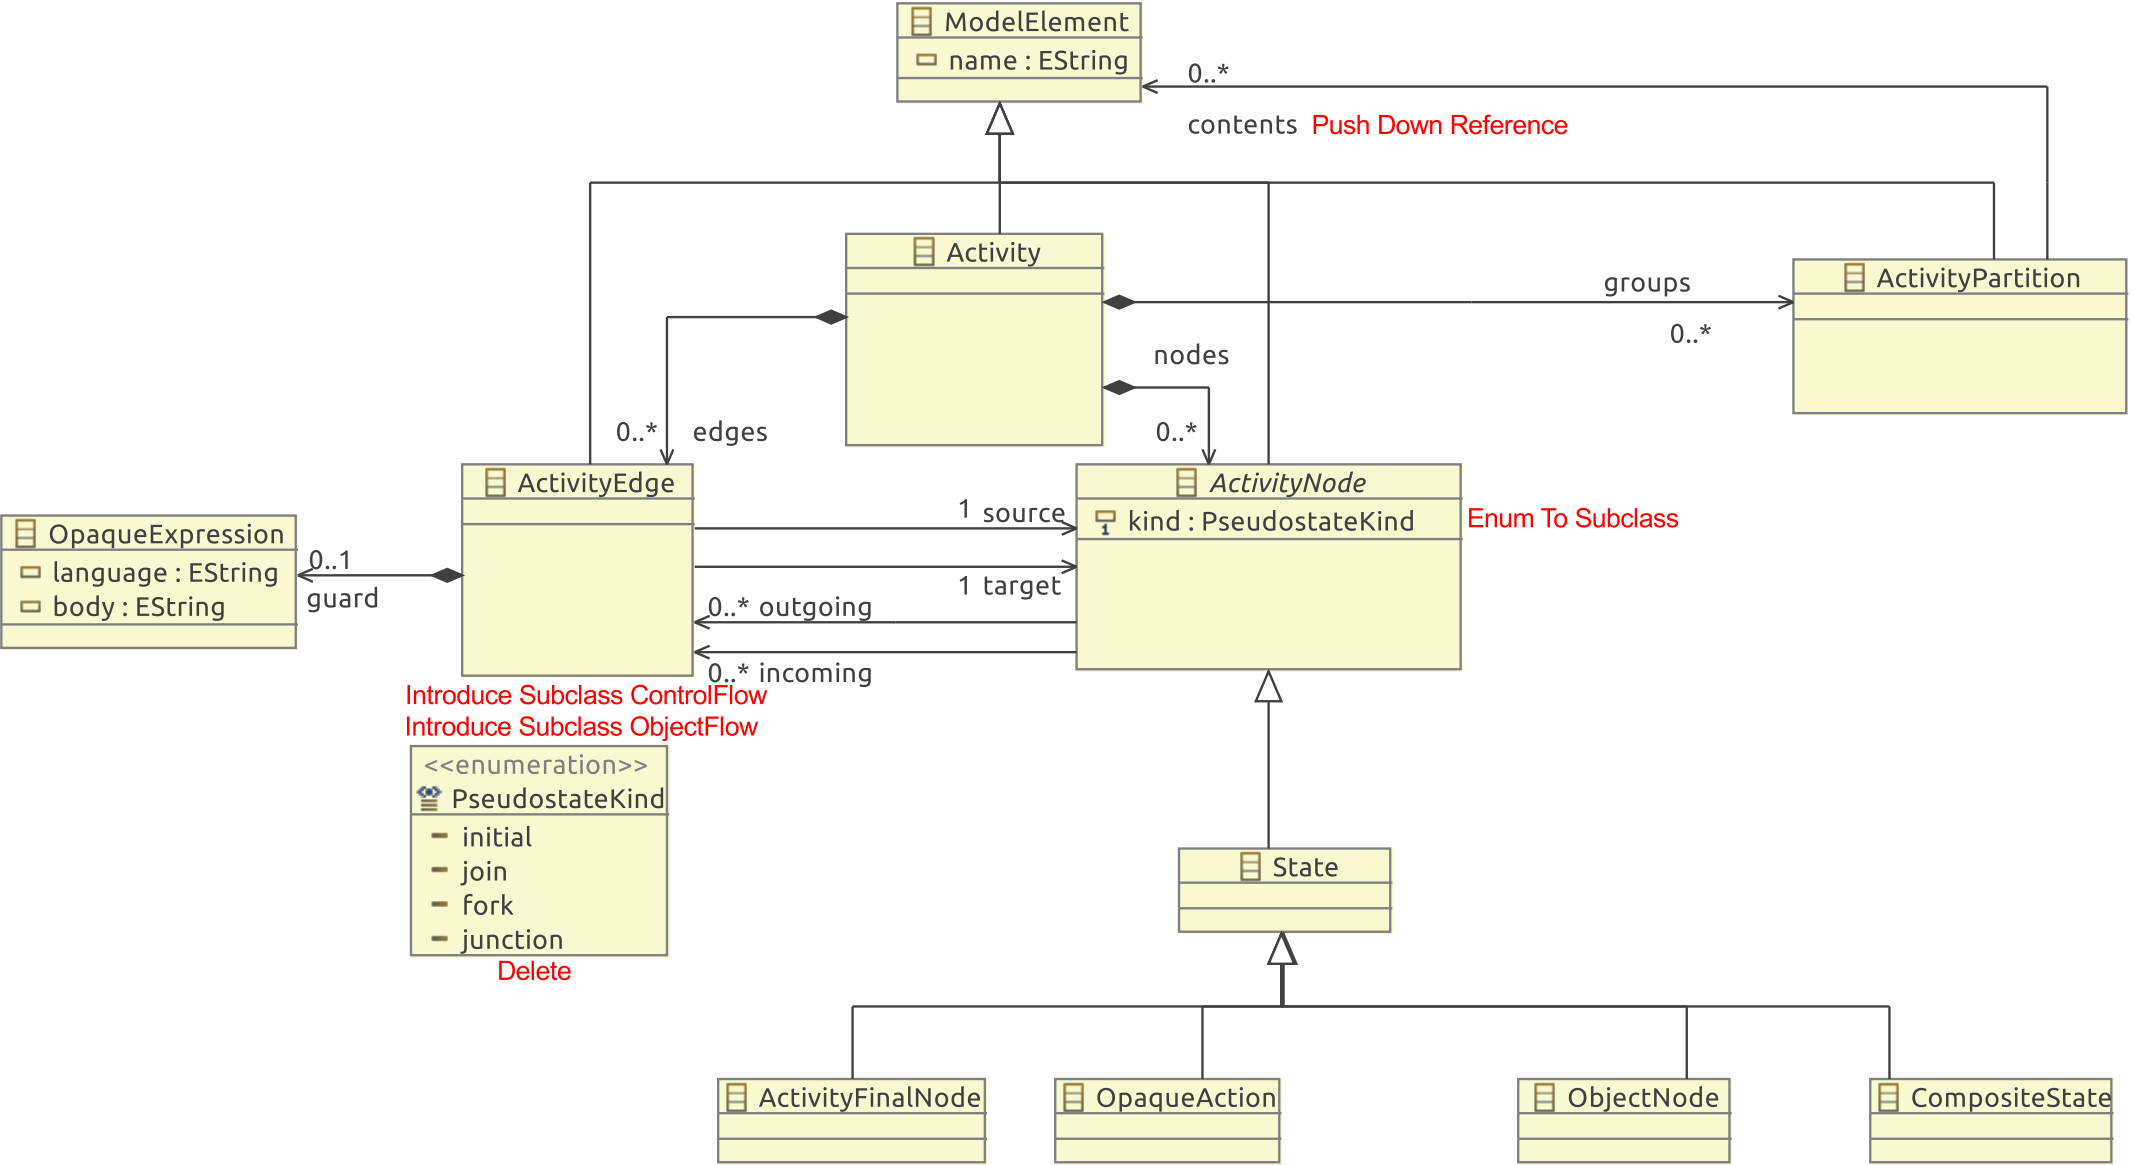 ModelElement
name : EString
0..*
contents Push Down Reference
Activity
groups
0..*
ActivityPartition
nodes
0..*
0..*
edges
ActivityEdge
ActivityNode
kind : PseudostateKind
Enum To Subclass
1 source
1 target
0..* outgoing
0..* incoming
OpaqueExpression
language : EString
body : EString
0..1
guard
Introduce Subclass ControlFlow
Introduce Subclass ObjectFlow
<<enumeration>>
PseudostateKind
initial
join
fork
junction
Delete
State
ActivityFinalNode
OpaqueAction
ObjectNode
CompositeState